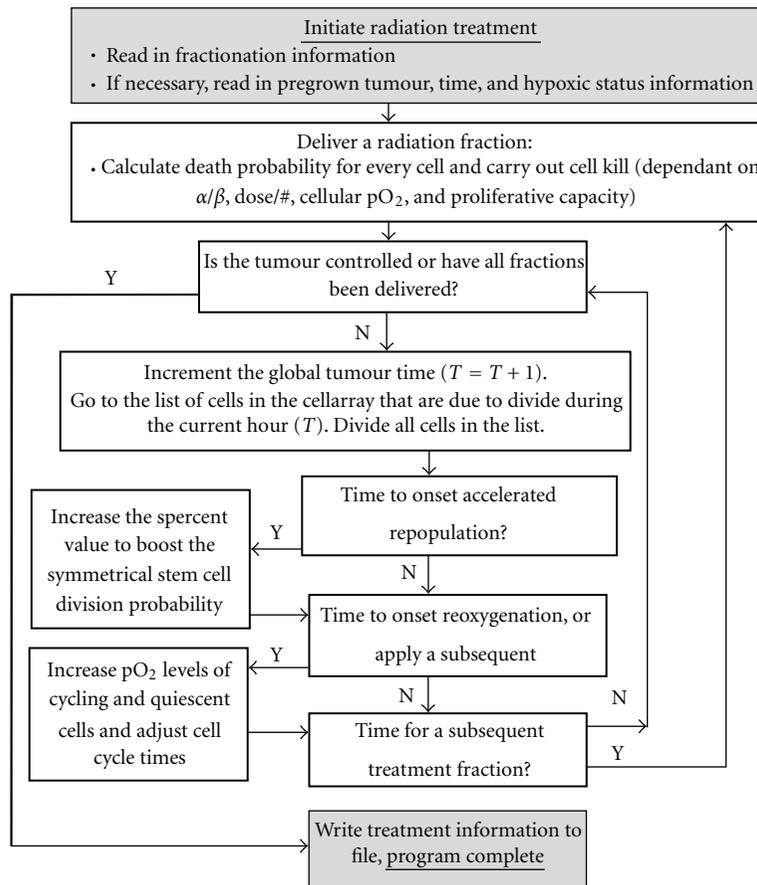 Initiate radiation treatment
• Read in fractionation information
• If necessary, read in pregrown tumour, time, and hypoxic status information
Deliver a radiation fraction:
• Calculate death probability for every cell and carry out cell kill (dependant on
α/β, dose/#, cellular pO₂, and proliferative capacity)
Y
Is the tumour controlled or have all fractions
been delivered?
N
Increment the global tumour time (T = T + 1).
Go to the list of cells in the cellarray that are due to divide during
the current hour (T). Divide all cells in the list.
Time to onset accelerated
repopulation?
Y
Increase the spercent
value to boost the
symmetrical stem cell
division probability
N
Time to onset reoxygenation, or
apply a subsequent
Y
Increase pO₂ levels of
cycling and quiescent
cells and adjust cell
cycle times
N
Time for a subsequent
treatment fraction?
N
Y
Write treatment information to
file, program complete